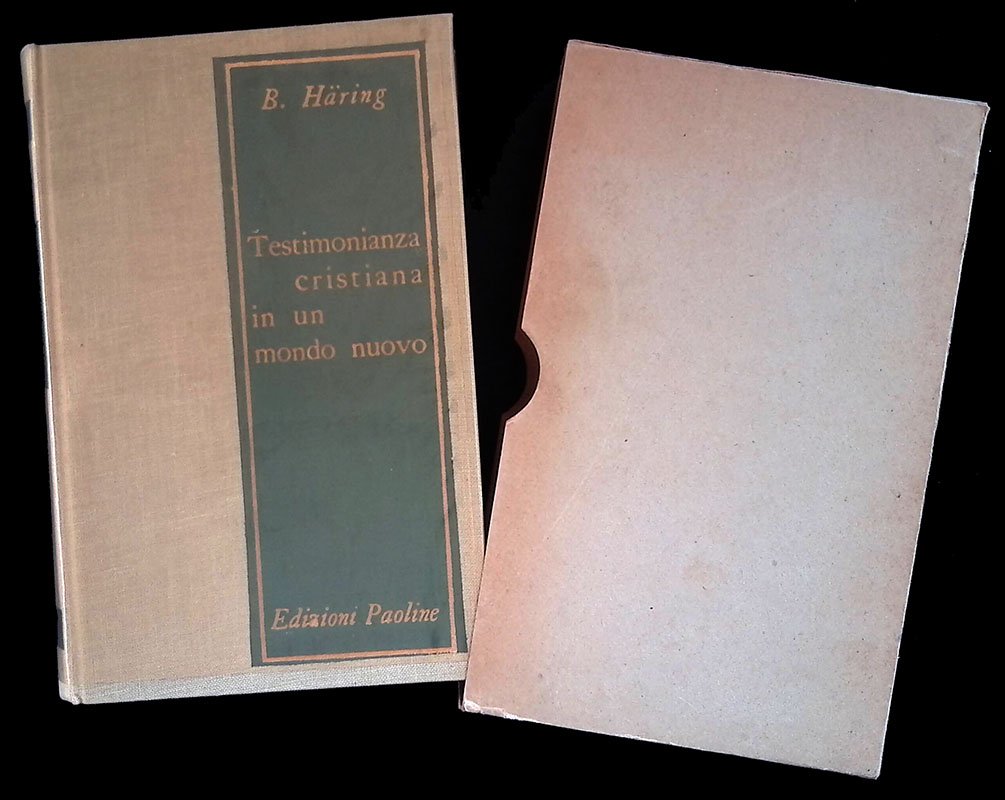 B. Häring
Testimonianza
cristiana
in un
mondo nuovo
Edizioni Paoline